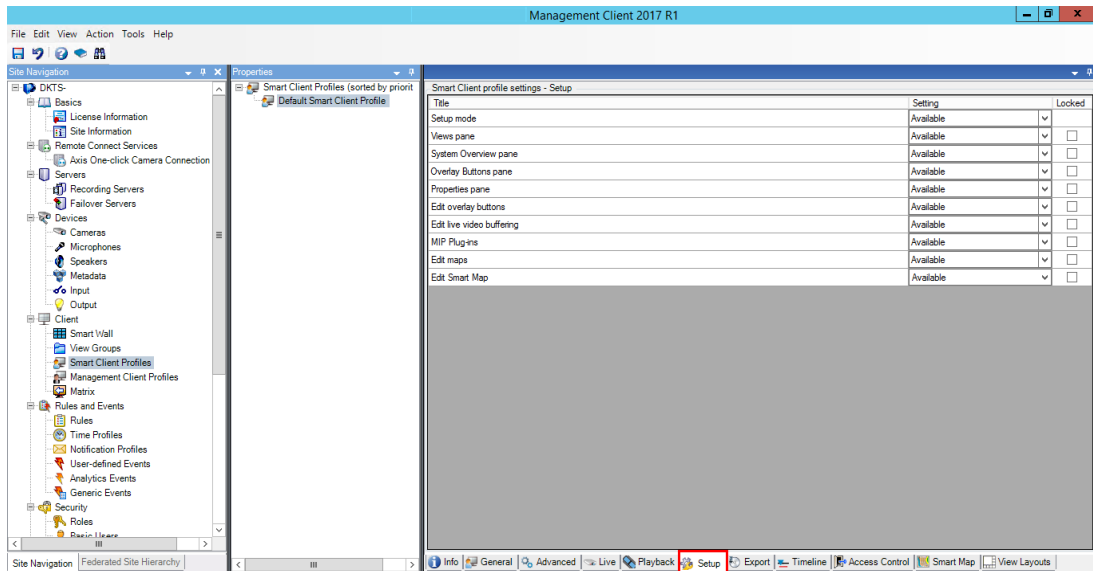 Management Client 2017 R1
File Edit View Action Tools Help
Site Navigation
DKTS-
Basics
License Information
Site Information
Remote Connect Services
Axis One-click Camera Connection
Servers
Recording Servers
Failover Servers
Devices
Cameras
Microphones
Speakers
Metadata
Input
Output
Client
Smart Wall
View Groups
Smart Client Profiles
Management Client Profiles
Matrix
Rules and Events
Rules
Time Profiles
Notification Profiles
User-defined Events
Analytics Events
Generic Events
Security
Roles
Basic Users
Site Navigation Federated Site Hierarchy
Properties
Smart Client Profiles (sorted by priorit
Default Smart Client Profile
Smart Client profile settings - Setup
Title Setting Locked
Setup mode Available
Views pane Available
System Overview pane Available
Overlay Buttons pane Available
Properties pane Available
Edit overlay buttons Available
Edit live video buffering Available
MIP Plug-ins Available
Edit maps Available
Edit Smart Map Available
Info General Advanced Live Playback Setup Export Timeline Access Control Smart Map View Layouts